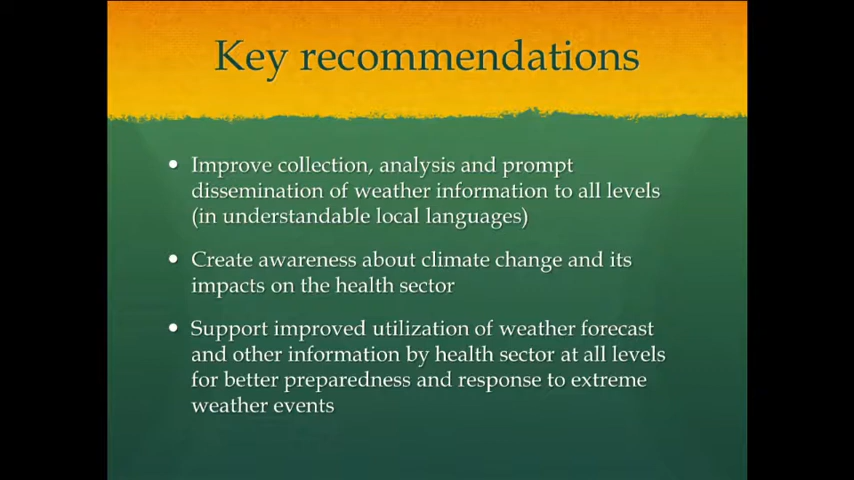 Key recommendations
• Improve collection, analysis and prompt
dissemination of weather information to all levels
(in understandable local languages)
• Create awareness about climate change and its
impacts on the health sector
• Support improved utilization of weather forecast
and other information by health sector at all levels
for better preparedness and response to extreme
weather events